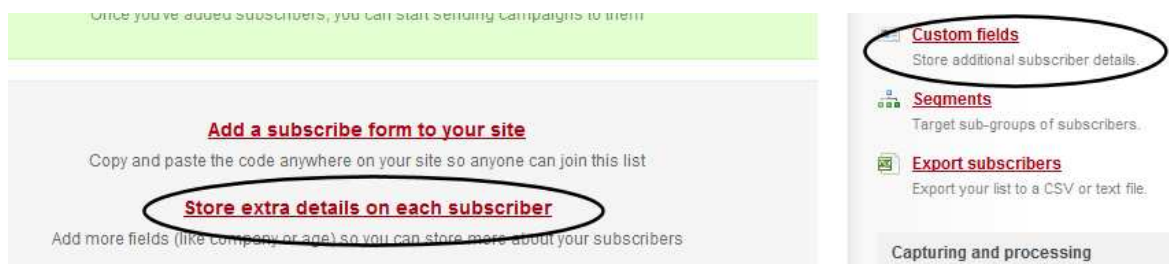 Once you've added subscribers, you can start sending campaigns to them
Add a subscribe form to your site
Copy and paste the code anywhere on your site so anyone can join this list
Store extra details on each subscriber
Add more fields (like company or age) so you can store more about your subscribers
Custom fields
Store additional subscriber details.
Segments
Target sub-groups of subscribers.
Export subscribers
Export your list to a CSV or text file.
Capturing and processing